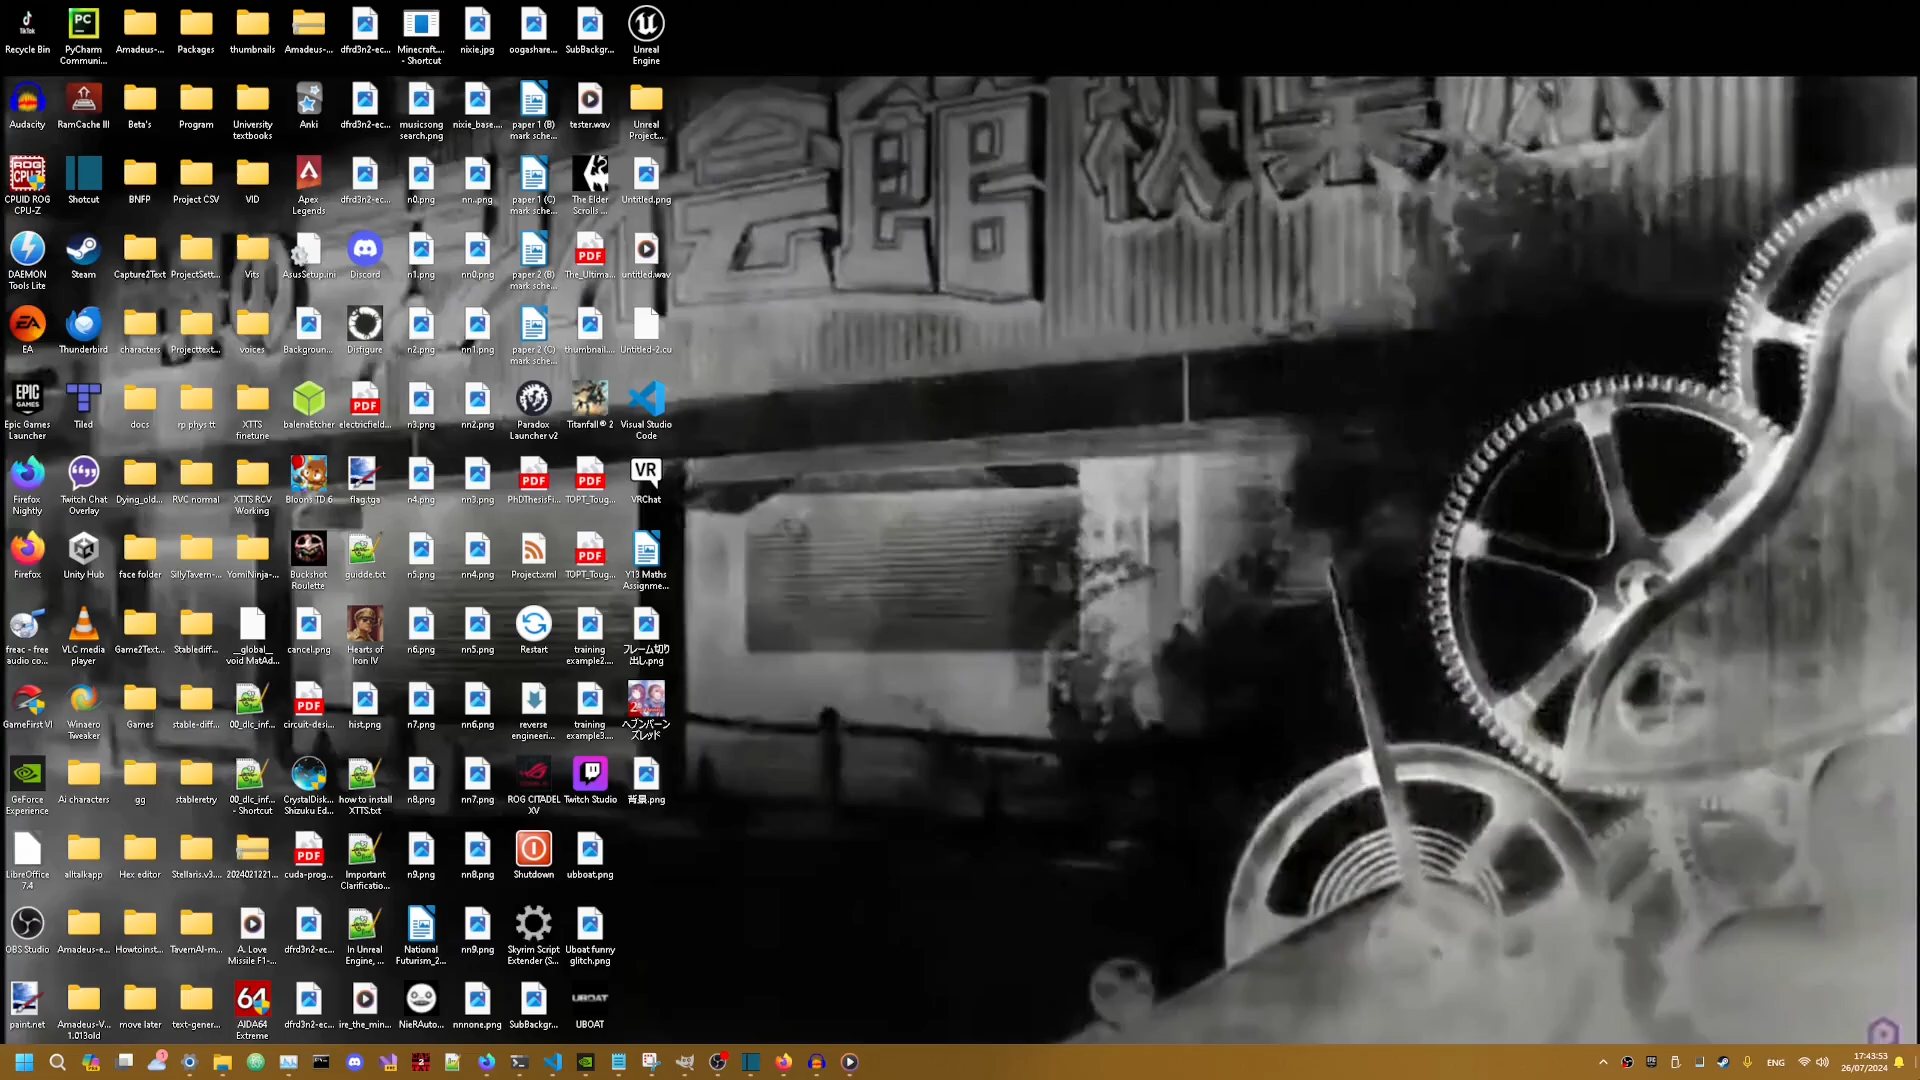 Recycle Bin
PyCharm Communi...
Amadeus-...
Packages
thumbnails
Amadeus-...
dfrd3n2-ec...
Minecraft.... - Shortcut
nixie.jpg
oogashare...
SubBackgr...
Unreal Engine
Audacity
RamCache III
Beta's
Program
University textbooks
Anki
dfrd3n2-ec...
musicsong search.png
nixie_base....
paper 1 (B) mark sche...
tester.wav
Unreal Project...
CPUID ROG CPU-Z
Shotcut
BNFP
Project CSV
VID
Apex Legends
dfrd3n2-ec...
n0.png
nn..png
paper 1 (C) mark sche...
The Elder Scrolls ...
Untitled.png
DAEMON Tools Lite
Steam
Capture2Text
ProjectSett...
Vits
AsusSetup.ini
Discord
n1.png
nn0.png
paper 2 (B) mark sche...
The_Ultima...
untitled.wav
EA
Thunderbird
characters
Projecttext...
voices
Backgroun...
Disfigure
n2.png
nn1.png
paper 2 (C) mark sche...
thumbnail....
Untitled-2.cu
Epic Games Launcher
Tiled
docs
rp phys tt
XTTS finetune
balenaEtcher
electricfield...
n3.png
nn2.png
Paradox Launcher v2
Titanfall® 2
Visual Studio Code
Firefox Nightly
Twitch Chat Overlay
Dying_old...
RVC normal
XTTS RCV Working
Bloons TD 6
flag.tga
n4.png
nn3.png
PhDThesisFi...
TOPT_Toug...
VRChat
Firefox
Unity Hub
face folder
SillyTavern-...
YomiNinja-...
Buckshot Roulette
guidde.txt
n5.png
nn4.png
Project.xml
TOPT_Toug...
Y13 Maths Assignme...
freac - free audio co...
VLC media player
Game2Text...
Stablediff...
__global__ void MatAd...
cancel.png
Hearts of Iron IV
n6.png
nn5.png
Restart
training example2....
フレーム切り出し.png
GameFirst VI
Winaero Tweaker
Games
stable-diff...
00_dlc_inf...
circuit-desi...
hist.png
n7.png
nn6.png
reverse engineeri...
training example3....
ヘブンバーンズレッド
GeForce Experience
Ai characters
gg
stableretry
00_dlc_inf... - Shortcut
CrystalDisk... Shizuku Ed...
how to install XTTS.txt
n8.png
nn7.png
ROG CITADEL XV
Twitch Studio
背景.png
LibreOffice 7.4
alltalkapp
Hex editor
Stellaris.v3....
2024021221...
cuda-prog...
Important Clarificatio...
n9.png
nn8.png
Shutdown
ubboat.png
OBS Studio
Amadeus-e...
Howtoinst...
TavernAI-m...
A. Love Missile F1-...
dfrd3n2-ec...
In Unreal Engine, ...
National Futurism_2...
nn9.png
Skyrim Script Extender (S...
Uboat funny glitch.png
paint.net
Amadeus-V... 1.013old
move later
text-gener...
AIDA64 Extreme
dfrd3n2-ec...
ire_the_min...
NieRAuto...
nnnone.png
SubBackgr...
UBOAT
UBOAT
会館
ENG
17:43:53
26/07/2024